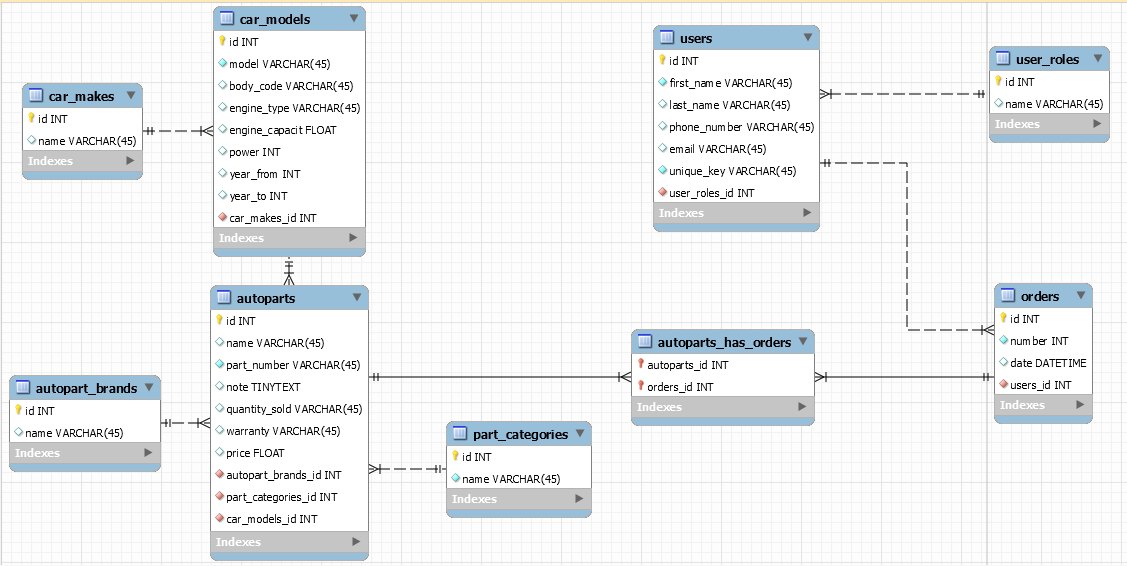 car_models
id INT
model VARCHAR(45)
body_code VARCHAR(45)
engine_type VARCHAR(45)
engine_capacit FLOAT
power INT
year_from INT
year_to INT
car_makes_id INT
Indexes
users
id INT
first_name VARCHAR(45)
last_name VARCHAR(45)
phone_number VARCHAR(45)
email VARCHAR(45)
unique_key VARCHAR(45)
user_roles_id INT
Indexes
user_roles
id INT
name VARCHAR(45)
Indexes
car_makes
id INT
name VARCHAR(45)
Indexes
autoparts
id INT
name VARCHAR(45)
part_number VARCHAR(45)
note TINYTEXT
quantity_sold VARCHAR(45)
warranty VARCHAR(45)
price FLOAT
autopart_brands_id INT
part_categories_id INT
car_models_id INT
Indexes
orders
id INT
number INT
date DATETIME
users_id INT
Indexes
autoparts_has_orders
autoparts_id INT
orders_id INT
Indexes
autopart_brands
id INT
name VARCHAR(45)
Indexes
part_categories
id INT
name VARCHAR(45)
Indexes